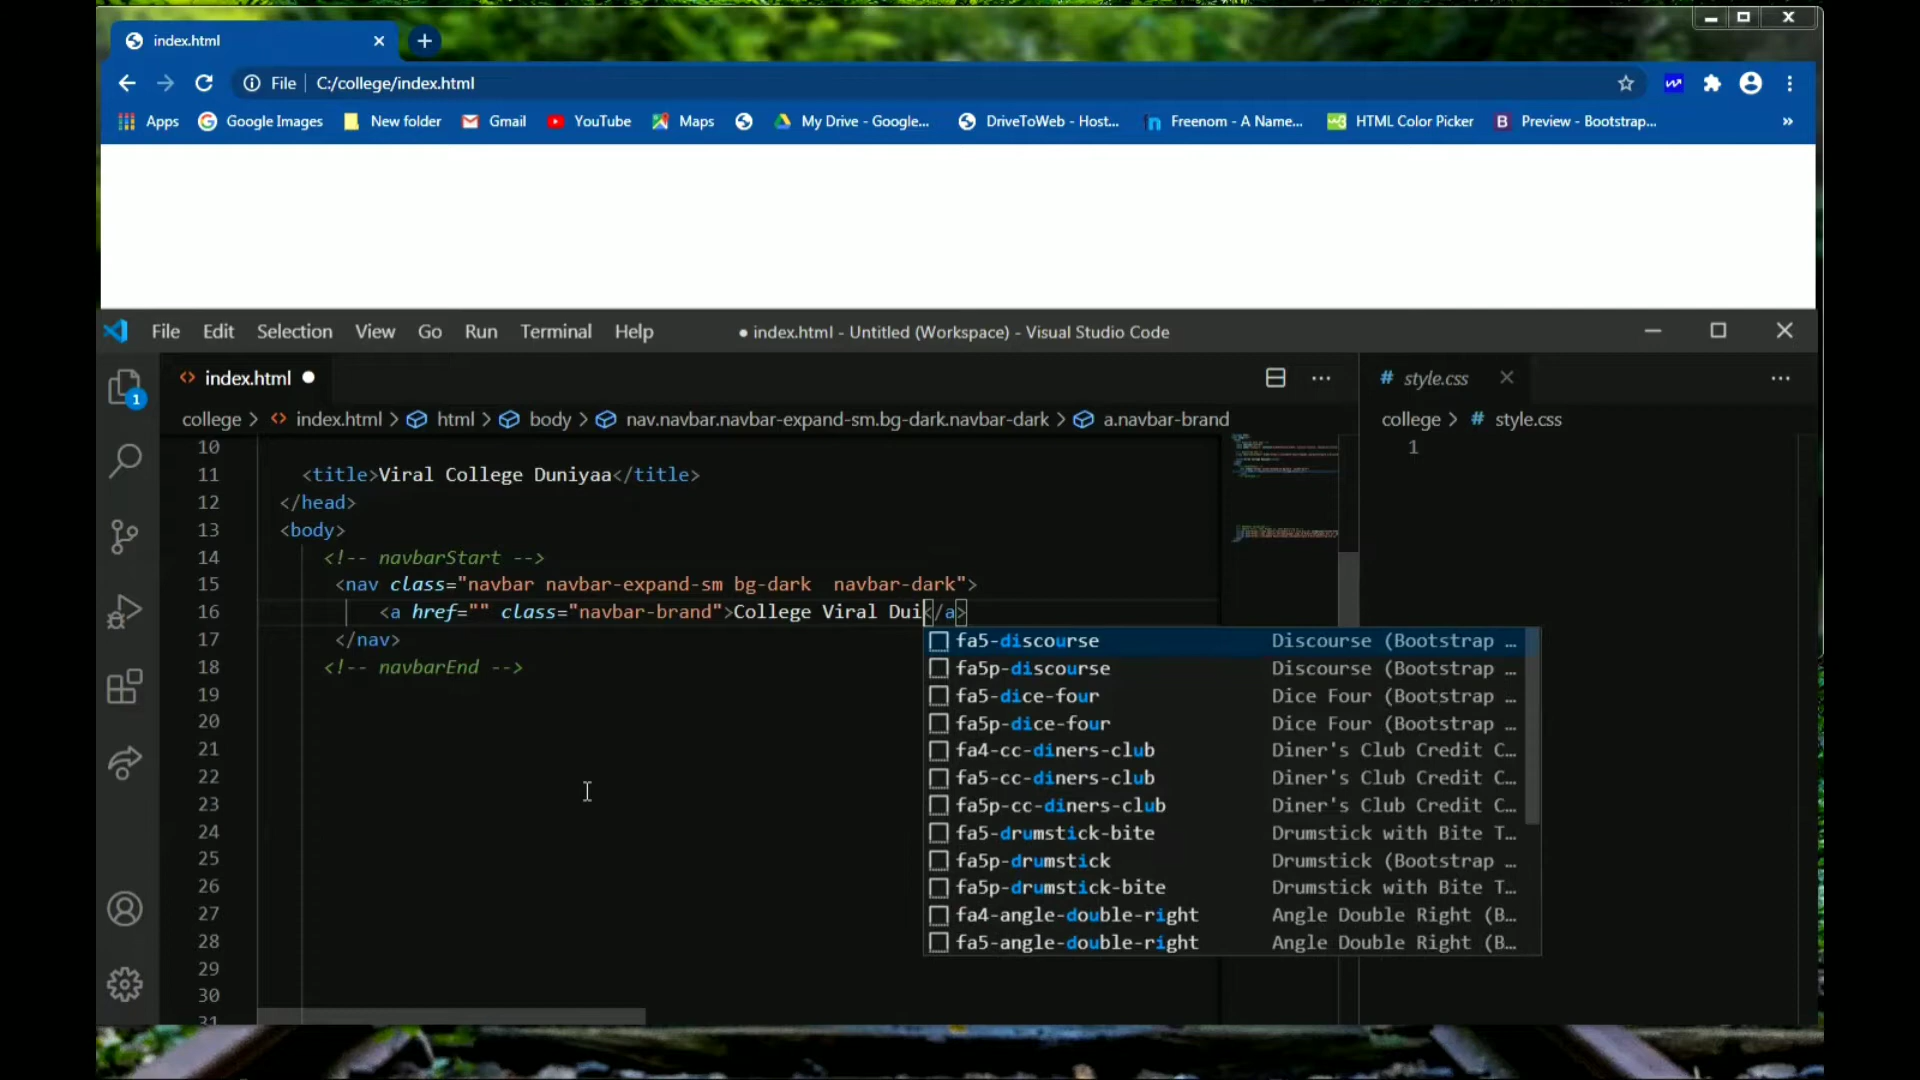 index.html
File C:/college/index.html
Apps Google Images New folder Gmail YouTube Maps My Drive - Google... DriveToWeb - Host... Freenom - A Name... HTML Color Picker Preview - Bootstrap... »
File Edit Selection View Go Run Terminal Help ● index.html - Untitled (Workspace) - Visual Studio Code
1
index.html
style.css
college > index.html > html > body > nav.navbar.navbar-expand-sm.bg-dark.navbar-dark > a.navbar-brand
college > # style.css
1
10
11 <title>Viral College Duniyaa</title>
12 </head>
13 <body>
14 <!-- navbarStart -->
15 <nav class="navbar navbar-expand-sm bg-dark  navbar-dark">
16 <a href="" class="navbar-brand">College Viral Dui</a>
17 </nav>
18 <!-- navbarEnd -->
19
20
21
22
23
24
25
26
27
28
29
30
31
fa5-discourse Discourse (Bootstrap ...
fa5p-discourse Discourse (Bootstrap ...
fa5-dice-four Dice Four (Bootstrap ...
fa5p-dice-four Dice Four (Bootstrap ...
fa4-cc-diners-club Diner's Club Credit C...
fa5-cc-diners-club Diner's Club Credit C...
fa5p-cc-diners-club Diner's Club Credit C...
fa5-drumstick-bite Drumstick with Bite T...
fa5p-drumstick Drumstick (Bootstrap ...
fa5p-drumstick-bite Drumstick with Bite T...
fa4-angle-double-right Angle Double Right (B...
fa5-angle-double-right Angle Double Right (B...